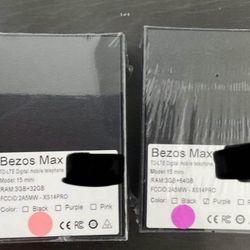 Bezos Max
TD-LTE Digital mobile telephone
Model: 15 mini
RAM:3GB+32GB
FCCID:2A5MW - XS14PRO
Color: Black Purple Pink
Bezos Max
TD-LTE Digital mobile telephone
Model: 15 mini
RAM:3GB+64GB
FCCID:2A5MW - XS14PRO
Color: Black Purple